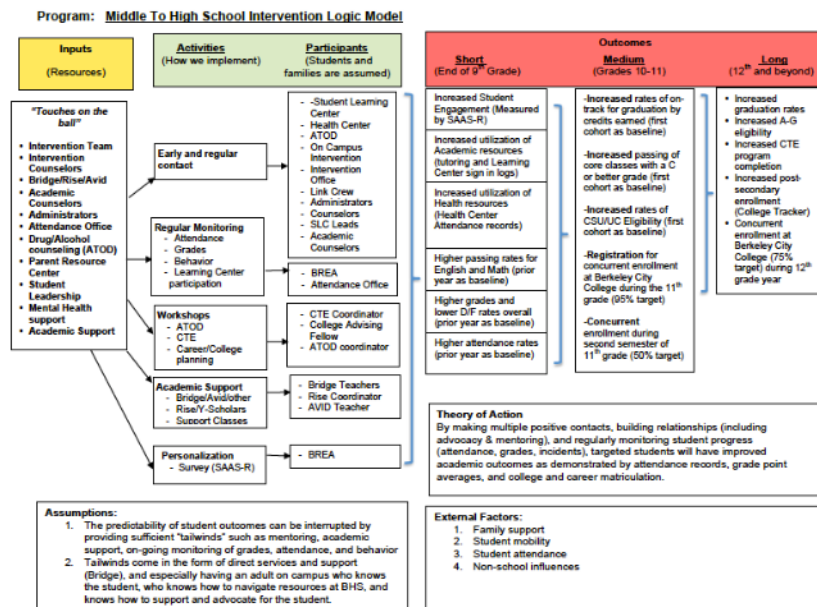 Program: Middle To High School Intervention Logic Model
Inputs
(Resources)
Activities
(How we implement)
Participants
(Students and
families are assumed)
Outcomes
Short
(End of 9th Grade)
Medium
(Grades 10-11)
Long
(12th and beyond)
"Touches on the
ball"
• Intervention Team
• Intervention
Counselors
• Bridge/Rise/Avid
• Academic
Counselors
• Administrators
• Attendance Office
• Drug/Alcohol
counseling (ATOD)
• Parent Resource
Center
• Student
Leadership
• Mental Health
support
• Academic Support
Early and regular
contact
Regular Monitoring
- Attendance
- Grades
- Behavior
- Learning Center
participation
Workshops
- ATOD
- CTE
- Career/College
planning
Academic Support
- Bridge/Avid/other
- Rise/Y-Scholars
- Support Classes
Personalization
- Survey (SAAS-R)
- -Student Learning
Center
- Health Center
- ATOD
- On Campus
Intervention
- Intervention
Office
- Link Crew
- Administrators
- Counselors
- SLC Leads
- Academic
Counselors
- BREA
- Attendance Office
- CTE Coordinator
- College Advising
Fellow
- ATOD coordinator
- Bridge Teachers
- Rise Coordinator
- AVID Teacher
- BREA
Increased Student
Engagement (Measured
by SAAS-R)
Increased utilization of
Academic resources
(tutoring and Learning
Center sign in logs)
Increased utilization of
Health resources
(Health Center
Attendance records)
Higher passing rates for
English and Math (prior
year as baseline)
Higher grades and
lower D/F rates overall
(prior year as baseline)
Higher attendance rates
(prior year as baseline)
-Increased rates of on-
track for graduation by
credits earned (first
cohort as baseline)
-Increased passing of
core classes with a C
or better grade (first
cohort as baseline)
-Increased rates of
CSU/UC Eligibility (first
cohort as baseline)
-Registration for
concurrent enrollment
at Berkeley City
College during the 11th
grade (95% target)
-Concurrent
enrollment during
second semester of
11th grade (50% target)
• Increased
graduation rates
• Increased A-G
eligibility
• Increased CTE
program
completion
• Increased post-
secondary
enrollment
(College Tracker)
• Concurrent
enrollment at
Berkeley City
College (75%
target) during 12th
grade year
Theory of Action
By making multiple positive contacts, building relationships (including
advocacy & mentoring), and regularly monitoring student progress
(attendance, grades, incidents), targeted students will have improved
academic outcomes as demonstrated by attendance records, grade point
averages, and college and career matriculation.
Assumptions:
1. The predictability of student outcomes can be interrupted by
providing sufficient "tailwinds" such as mentoring, academic
support, on-going monitoring of grades, attendance, and behavior
2. Tailwinds come in the form of direct services and support
(Bridge), and especially having an adult on campus who knows
the student, who knows how to navigate resources at BHS, and
knows how to support and advocate for the student.
External Factors:
1. Family support
2. Student mobility
3. Student attendance
4. Non-school influences